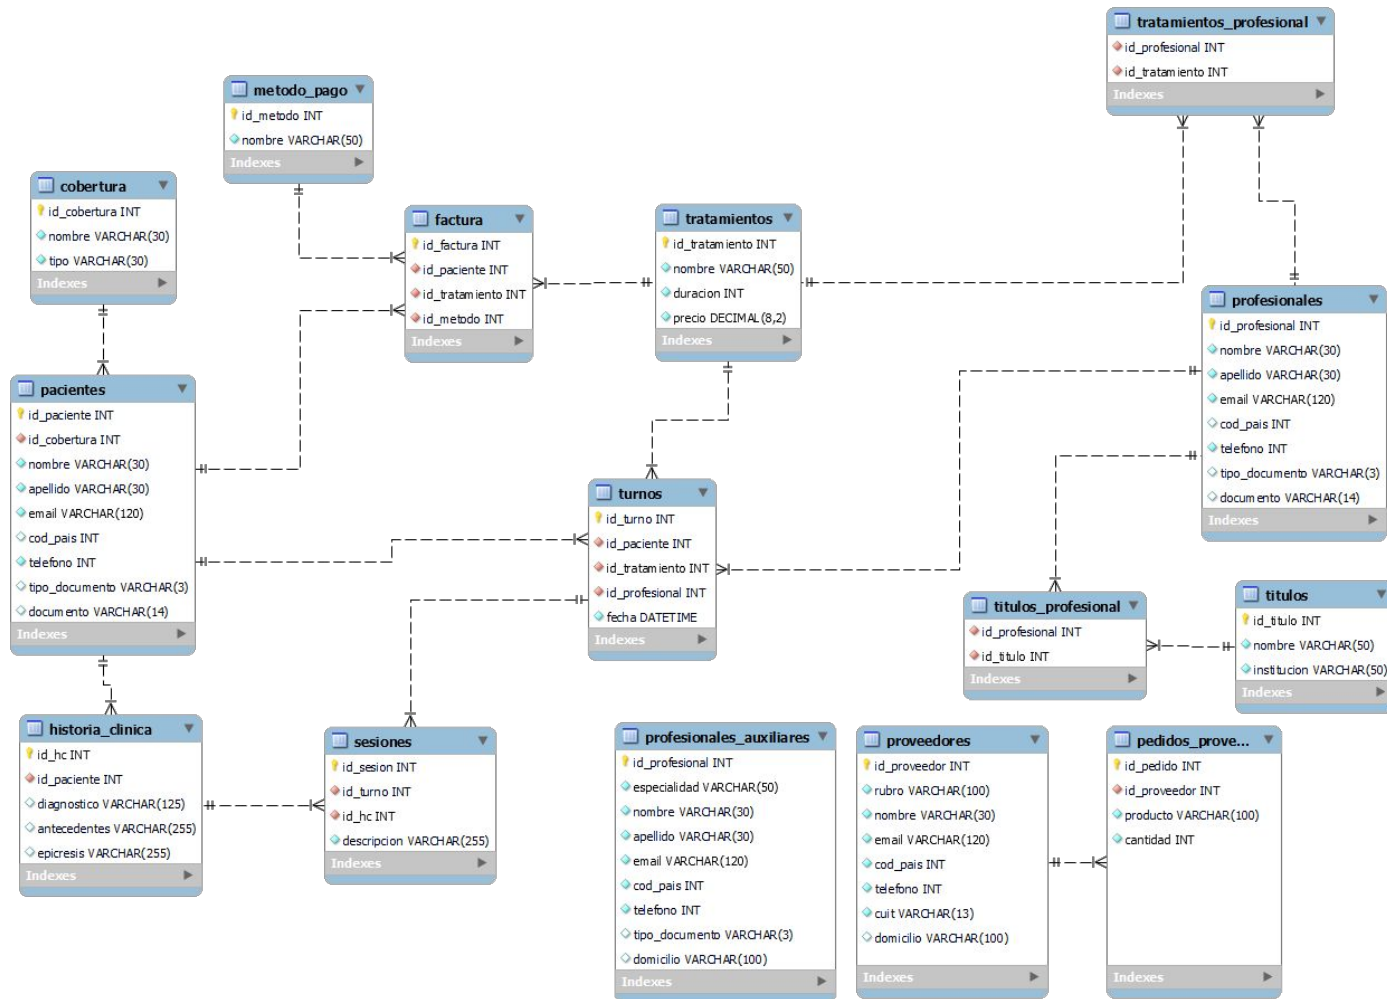 tratamientos_profesional
id_profesional INT
id_tratamiento INT
Indexes
metodo_pago
id_metodo INT
nombre VARCHAR(50)
Indexes
cobertura
id_cobertura INT
nombre VARCHAR(30)
tipo VARCHAR(30)
Indexes
factura
id_factura INT
id_paciente INT
id_tratamiento INT
id_metodo INT
Indexes
tratamientos
id_tratamiento INT
nombre VARCHAR(50)
duracion INT
precio DECIMAL(8,2)
Indexes
profesionales
id_profesional INT
nombre VARCHAR(30)
apellido VARCHAR(30)
email VARCHAR(120)
cod_pais INT
telefono INT
tipo_documento VARCHAR(3)
documento VARCHAR(14)
Indexes
pacientes
id_paciente INT
id_cobertura INT
nombre VARCHAR(30)
apellido VARCHAR(30)
email VARCHAR(120)
cod_pais INT
telefono INT
tipo_documento VARCHAR(3)
documento VARCHAR(14)
Indexes
turnos
id_turno INT
id_paciente INT
id_tratamiento INT
id_profesional INT
fecha DATETIME
Indexes
titulos_profesional
id_profesional INT
id_titulo INT
Indexes
titulos
id_titulo INT
nombre VARCHAR(50)
institucion VARCHAR(50)
Indexes
historia_clinica
id_hc INT
id_paciente INT
diagnostico VARCHAR(125)
antecedentes VARCHAR(255)
epicresis VARCHAR(255)
Indexes
sesiones
id_sesion INT
id_turno INT
id_hc INT
descripcion VARCHAR(255)
Indexes
profesionales_auxiliares
id_profesional INT
especialidad VARCHAR(50)
nombre VARCHAR(30)
apellido VARCHAR(30)
email VARCHAR(120)
cod_pais INT
telefono INT
tipo_documento VARCHAR(3)
domicilio VARCHAR(100)
Indexes
proveedores
id_proveedor INT
rubro VARCHAR(100)
nombre VARCHAR(30)
email VARCHAR(120)
cod_pais INT
telefono INT
cuit VARCHAR(13)
domicilio VARCHAR(100)
Indexes
pedidos_prove...
id_pedido INT
id_proveedor INT
producto VARCHAR(100)
cantidad INT
Indexes